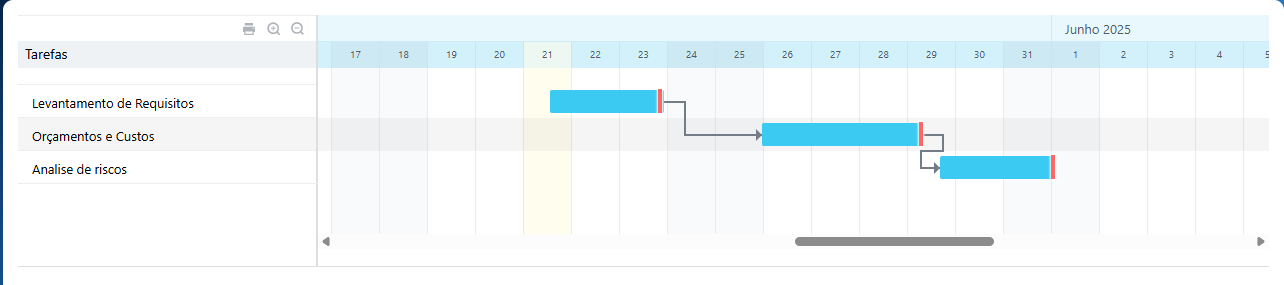 Junho 2025
Tarefas
17 18 19 20 21 22 23 24 25 26 27 28 29 30 31 1 2 3 4 5
Levantamento de Requisitos
Orçamentos e Custos
Analise de riscos